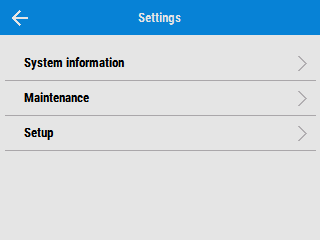 Settings
System information
Maintenance
Setup